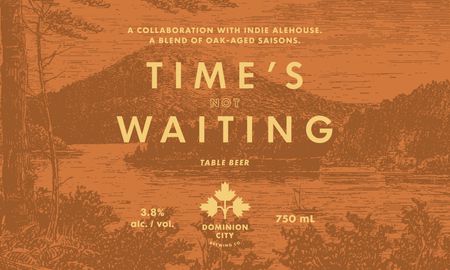 A COLLABORATION WITH INDIE ALEHOUSE.
A BLEND OF OAK-AGED SAISONS.
TIME'S
NOT
WAITING
TABLE BEER
3.8%
alc. / vol.
DOMINION
CITY
BREWING CO.
750 mL